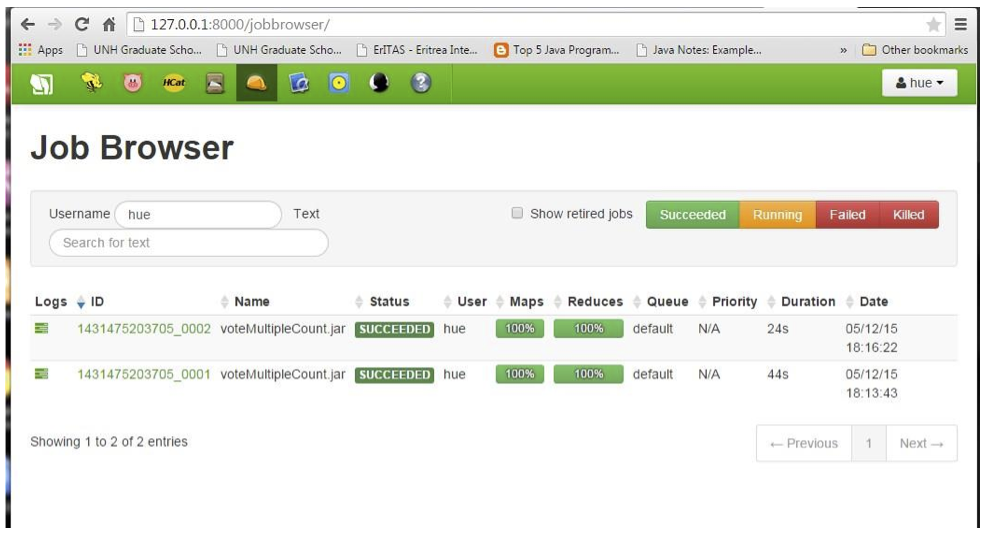 127.0.0.1:8000/jobbrowser/
Apps UNH Graduate Scho... UNH Graduate Scho... ErITAS - Eritrea Inte... Top 5 Java Program... Java Notes: Example... » Other bookmarks
HCat ? hue
Job Browser
Username hue Text Show retired jobs Succeeded Running Failed Killed
Search for text
Logs ID Name Status User Maps Reduces Queue Priority Duration Date
1431475203705_0002 voteMultipleCount.jar SUCCEEDED hue 100% 100% default N/A 24s 05/12/15
18:16:22
1431475203705_0001 voteMultipleCount.jar SUCCEEDED hue 100% 100% default N/A 44s 05/12/15
18:13:43
Showing 1 to 2 of 2 entries ← Previous 1 Next →